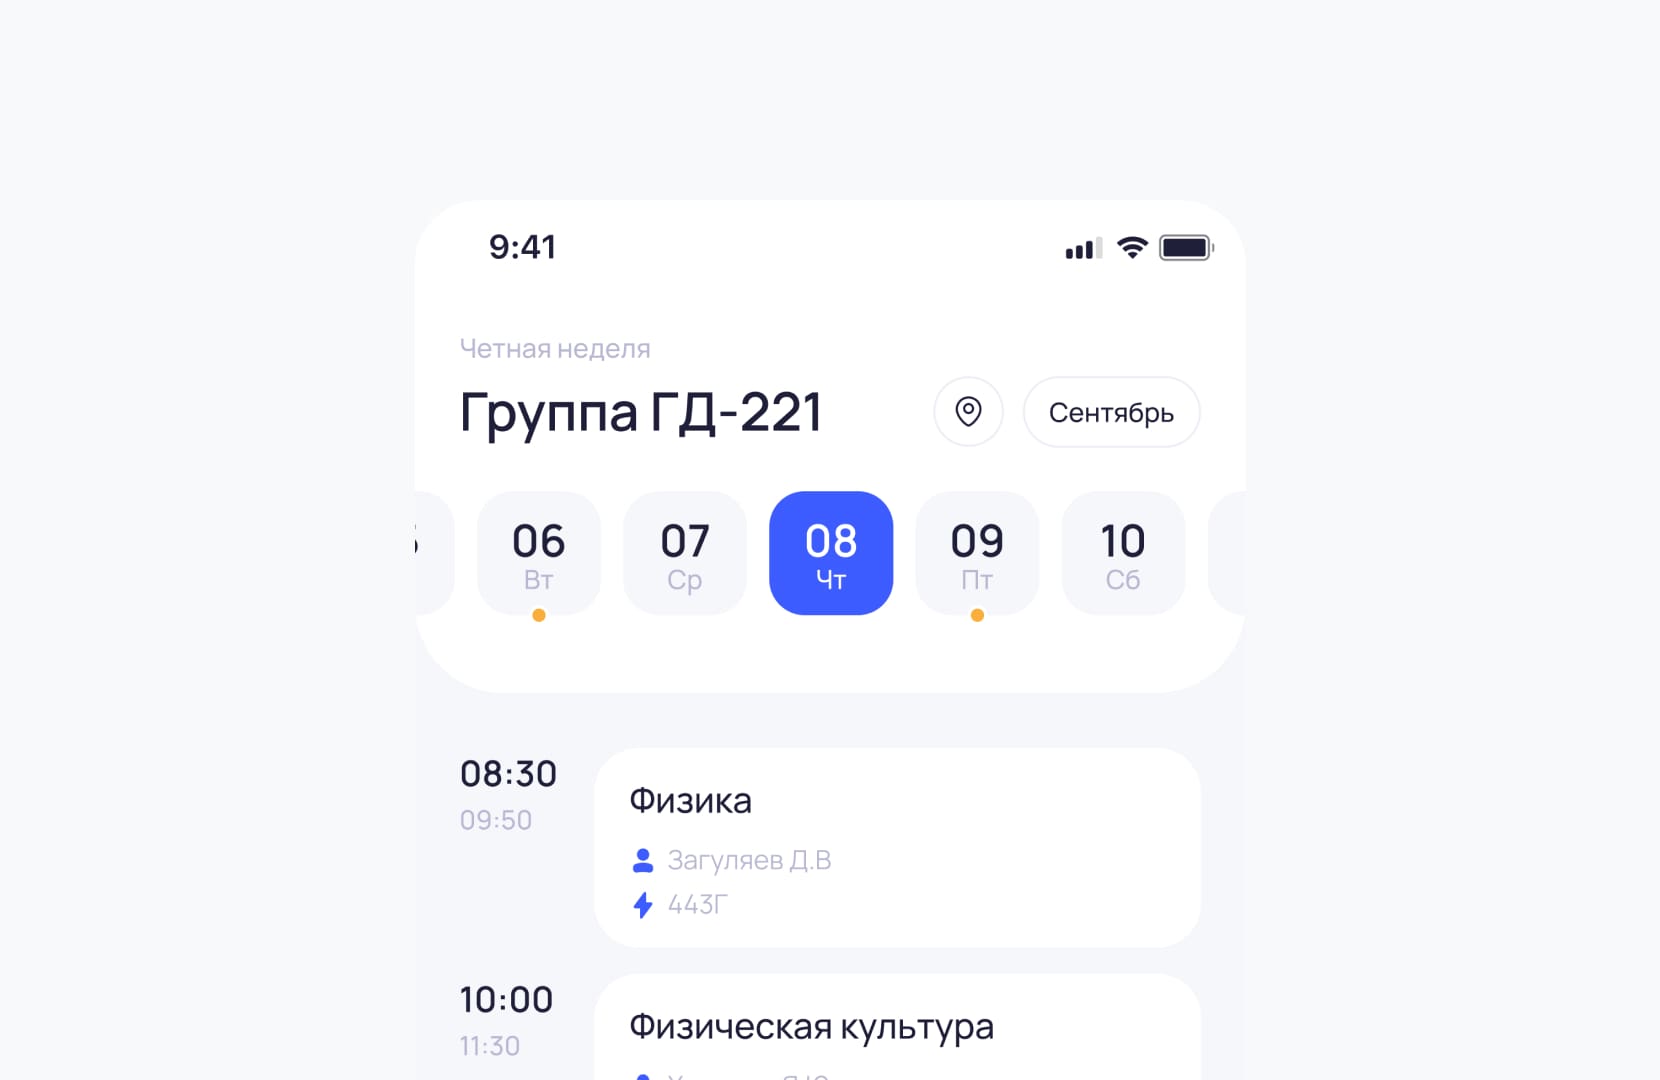 9:41
Четная неделя
Группа ГД-221
Сентябрь
06 07 08 09 10
Вт Ср Чт Пт Сб
08:30
09:50
Физика
Загуляев Д.В
443Г
10:00
11:30
Физическая культура